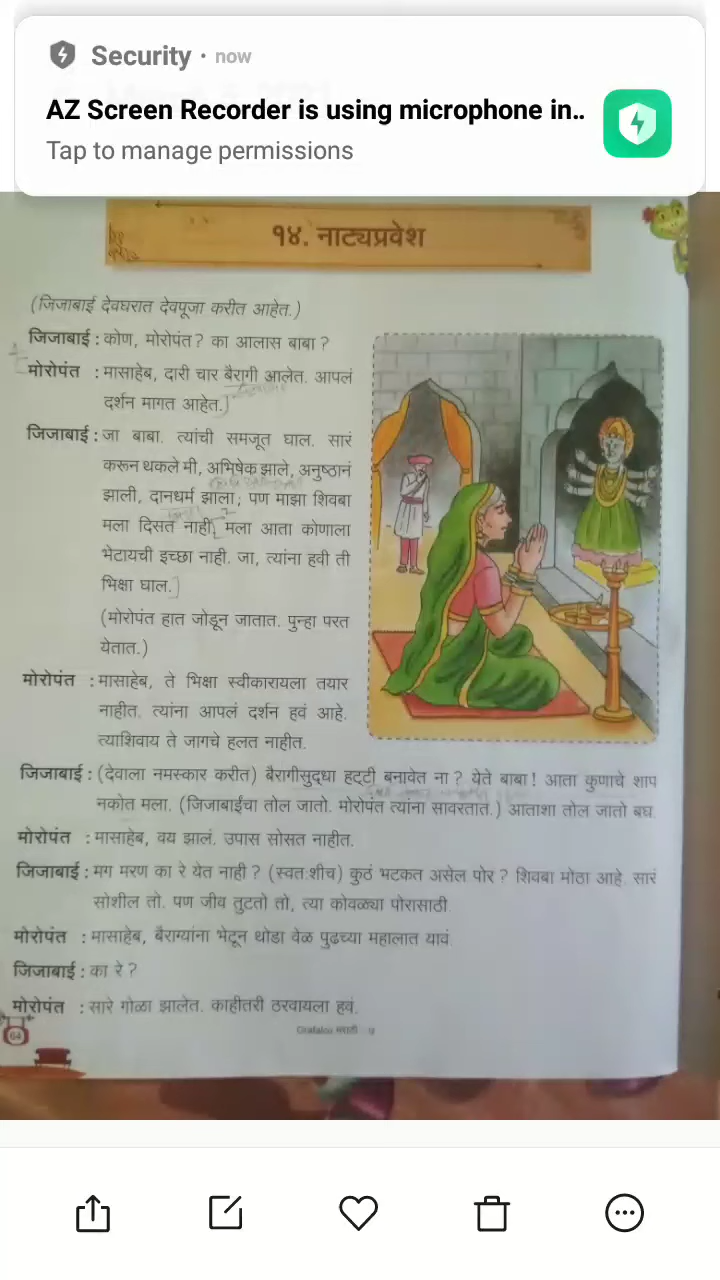 Security · now
AZ Screen Recorder is using microphone in..
Tap to manage permissions
१४. नाट्यप्रवेश
(जिजाबाई देवघरात देवपूजा करीत आहेत.)
जिजाबाई : कोण, मोरोपंत? का आलास बाबा?
मोरोपंत : मासाहेब, दारी चार बैरागी आलेत. आपलं
दर्शन मागत आहेत.
जिजाबाई : जा बाबा. त्यांची समजूत घाल. सारं
करून थकले मी, अभिषेक झाले, अनुष्ठानं
झाली, दानधर्म झाला; पण माझा शिवबा
मला दिसत नाही, मला आता कोणाला
भेटायची इच्छा नाही. जा, त्यांना हवी ती
भिक्षा घाल.
(मोरोपंत हात जोडून जातात. पुन्हा परत
येतात.)
मोरोपंत : मासाहेब, ते भिक्षा स्वीकारायला तयार
नाहीत. त्यांना आपलं दर्शन हवं आहे.
त्याशिवाय ते जागचे हलत नाहीत.
जिजाबाई : (देवाला नमस्कार करीत) बैरागीसुद्धा हट्टी बनावेत ना? येते बाबा! आता कुणाचे शाप
नकोत मला. (जिजाबाईंचा तोल जातो. मोरोपंत त्यांना सावरतात.) आताशा तोल जातो बघ.
मोरोपंत : मासाहेब, वय झालं. उपास सोसत नाहीत.
जिजाबाई : मग मरण का रे येत नाही? (स्वतःशीच) कुठं भटकत असेल पोर? शिवबा मोठा आहे. सारं
सोशील तो. पण जीव तुटतो तो, त्या कोवळ्या पोरासाठी
मोरोपंत : मासाहेब, बैराग्यांना भेटून थोडा वेळ पुढच्या महालात यावं
जिजाबाई : का रे?
मोरोपंत : सारे गोळा झालेत. काहीतरी ठरवायला हवं.
64
मराठी